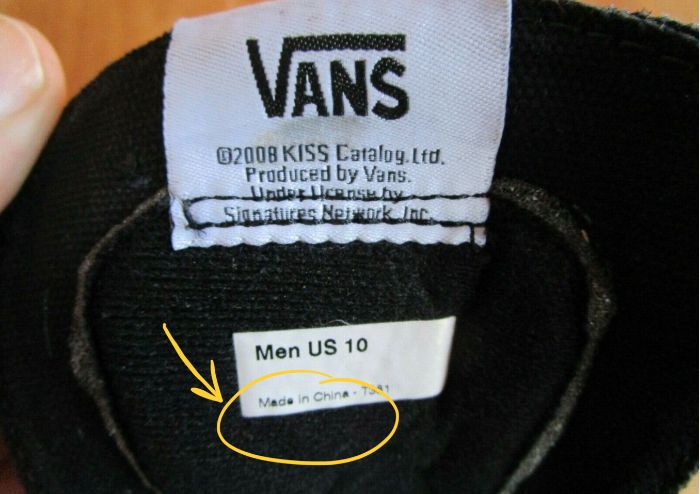 VANS
©2008 KISS Catalog,Ltd.
Produced by Vans.
Under License by
Signatures Network, Inc.
Men US 10
Made in China -